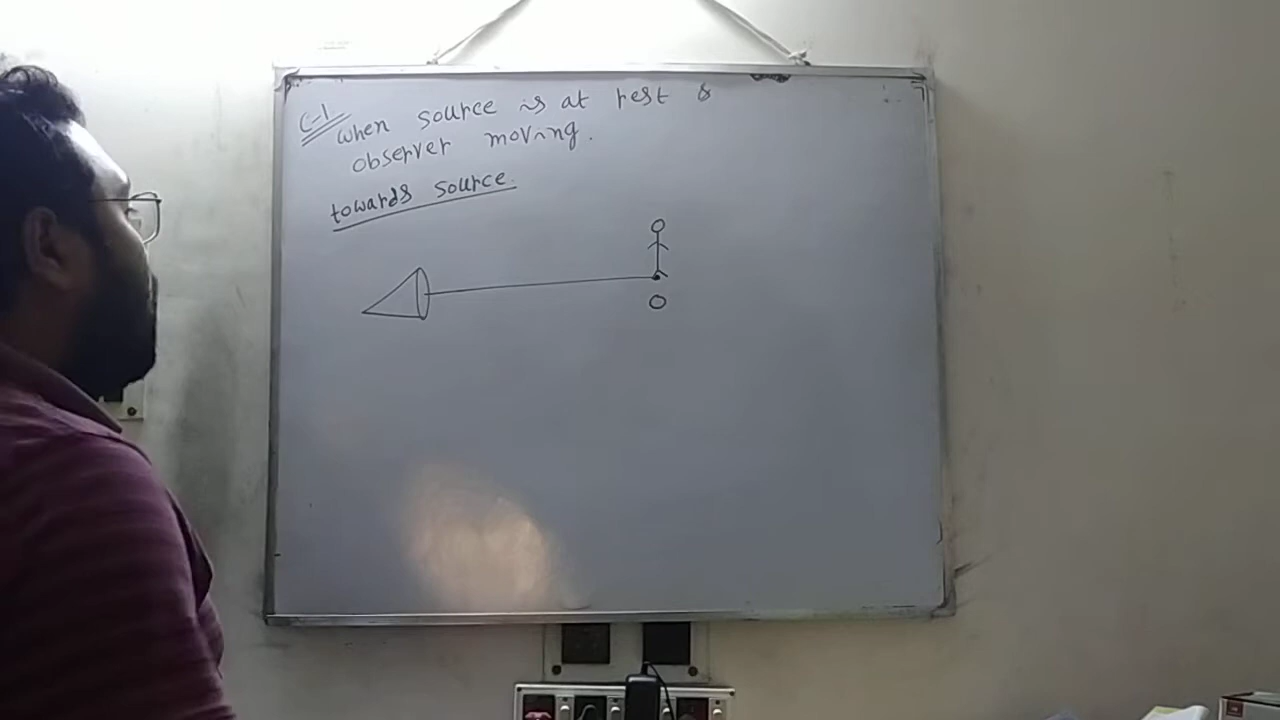 C-1 when source is at rest &
observer moving.
towards source.
O